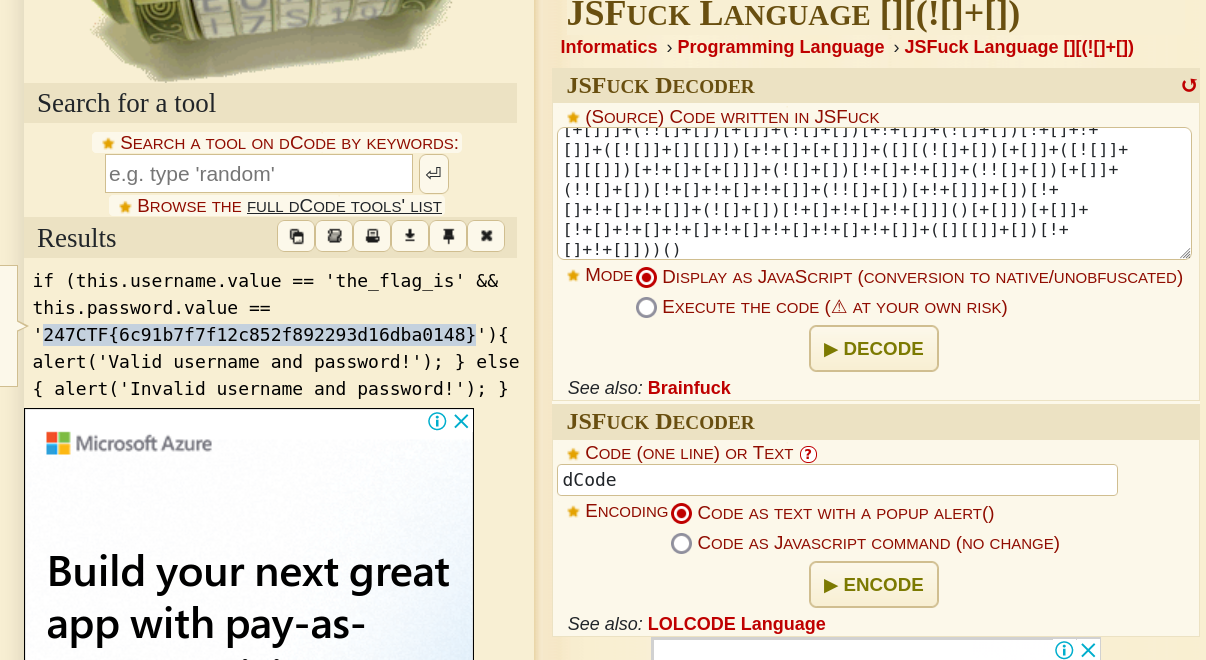 1 7 S 1 9
Search for a tool
Search a tool on dCode by keywords:
e.g. type 'random'
Browse the full dCode tools' list
Results
if (this.username.value == 'the_flag_is' &&
this.password.value ==
'247CTF{6c91b7f7f12c852f892293d16dba0148}'){
alert('Valid username and password!'); } else
{ alert('Invalid username and password!'); }
Microsoft Azure
Build your next great
app with pay-as-
JSFuck Language [][(![]+[])
Informatics › Programming Language › JSFuck Language [][(![]+[])
JSFuck Decoder
(Source) Code written in JSFuck
[+[]]]+(!![]+[])[+[]]+(![]+[])[+!+[]]+(![]+[])[!+[]+!+
[]]+([![]]+[][[]])[+!+[]+[+[]]]+([][(![]+[])[+[]]+([![]]+
[][[]])[+!+[]+[+[]]]+(![]+[])[!+[]+!+[]]+(!![]+[])[+[]]+
(!![]+[])[!+[]+!+[]+!+[]]+(!![]+[])[+!+[]]]+[])[!+
[]+!+[]+!+[]]+(![]+[])[!+[]+!+[]+!+[]]]()[+[]])[+[]]+
[!+[]+!+[]+!+[]+!+[]+!+[]+!+[]+!+[]]+([][[]]+[])[!+
[]+!+[]]))()
Mode
Display as JavaScript (conversion to native/unobfuscated)
Execute the code (⚠ at your own risk)
▶ DECODE
See also: Brainfuck
JSFuck Decoder
Code (one line) or Text ?
dCode
Encoding
Code as text with a popup alert()
Code as Javascript command (no change)
▶ ENCODE
See also: LOLCODE Language